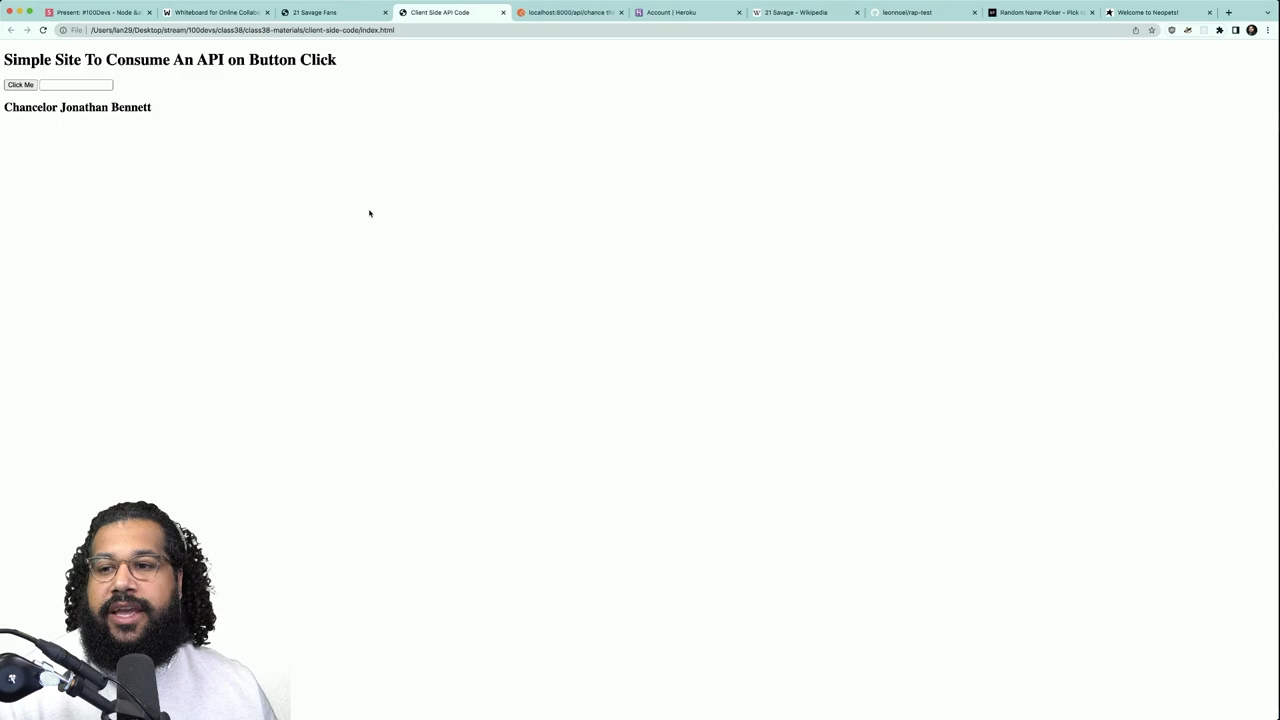 Present: #100Devs - Node &a
Whiteboard for Online Collabo
21 Savage Fans
Client Side API Code
localhost:8000/api/chance the
Account | Heroku
21 Savage - Wikipedia
leonnoel/rap-test
Random Name Picker - Pick ra
Welcome to Neopets!
File
/Users/lan29/Desktop/stream/100devs/class38/class38-materials/client-side-code/index.html
Simple Site To Consume An API on Button Click
Click Me
Chancelor Jonathan Bennett